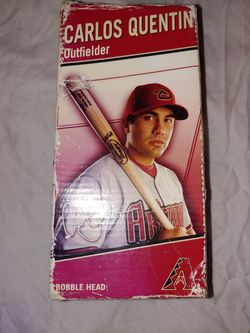 CARLOS QUENTIN
Outfielder
BOBBLE HEAD